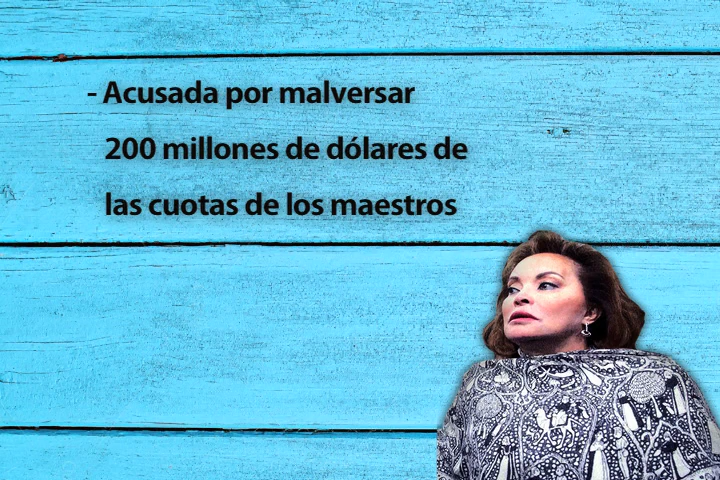 - Acusada por malversar
200 millones de dólares de
las cuotas de los maestros